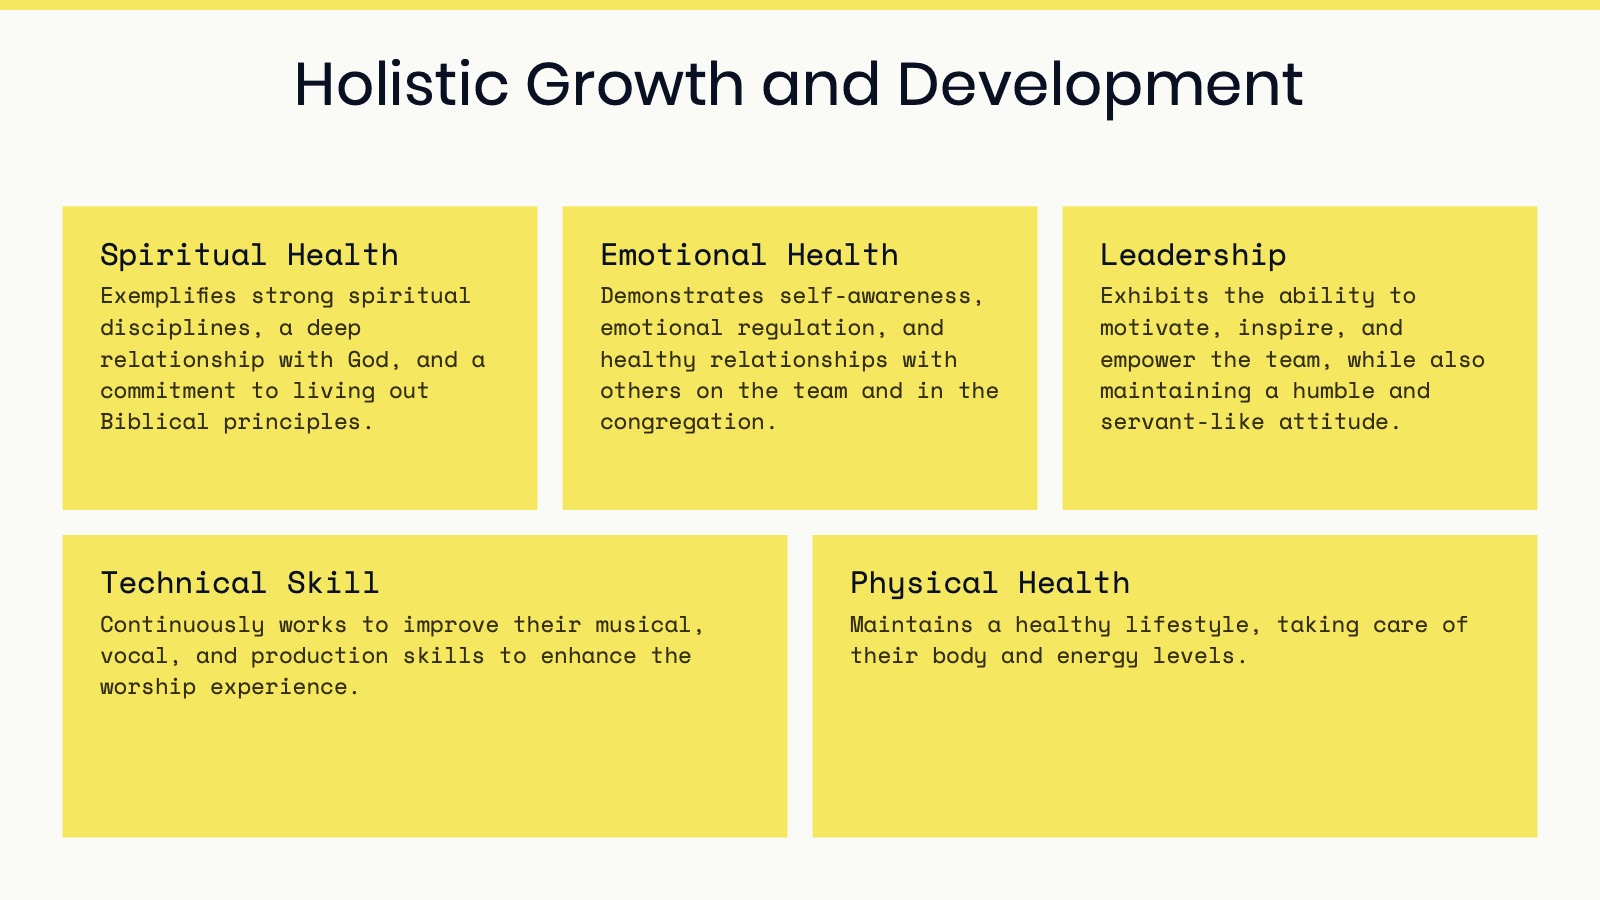 Holistic Growth and Development
Spiritual Health
Exemplifies strong spiritual
disciplines, a deep
relationship with God, and a
commitment to living out
Biblical principles.
Emotional Health
Demonstrates self-awareness,
emotional regulation, and
healthy relationships with
others on the team and in the
congregation.
Leadership
Exhibits the ability to
motivate, inspire, and
empower the team, while also
maintaining a humble and
servant-like attitude.
Technical Skill
Continuously works to improve their musical,
vocal, and production skills to enhance the
worship experience.
Physical Health
Maintains a healthy lifestyle, taking care of
their body and energy levels.